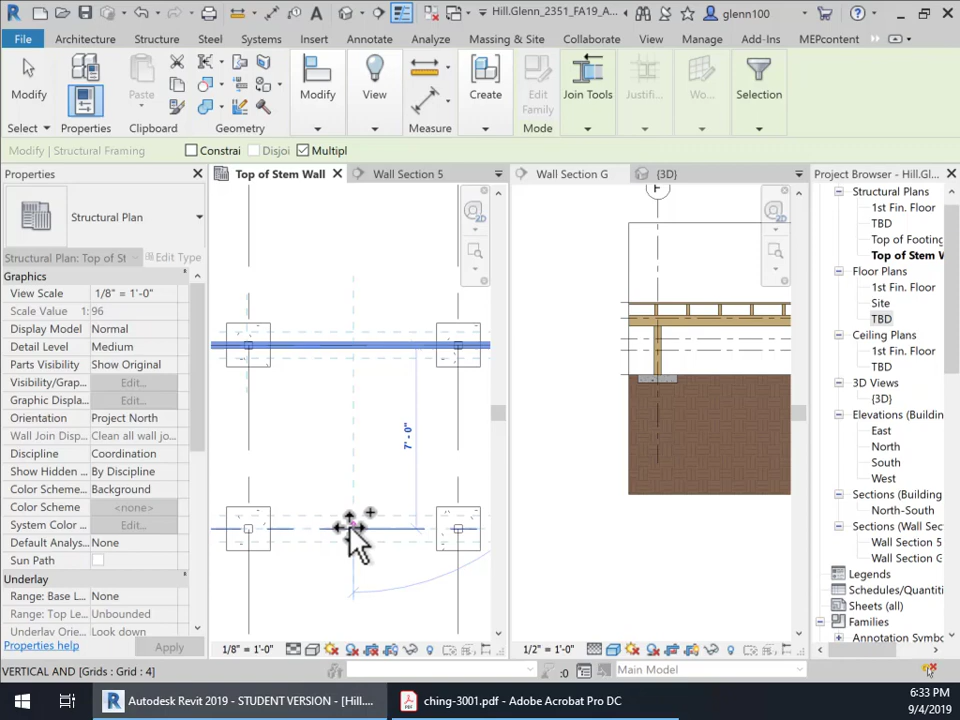 Hill.Glenn_2351_FA19_A...
glenn100
File
Architecture
Structure
Steel
Systems
Insert
Annotate
Analyze
Massing & Site
Collaborate
View
Manage
Add-Ins
MEPcontent
Modify
Paste
Modify
View
Create
Edit
Family
Join Tools
Justifi...
Wo...
Selection
Select
Properties
Clipboard
Geometry
Measure
Mode
Modify | Structural Framing
Constrai
Disjoi
Multipl
Properties
Top of Stem Wall
Wall Section 5
Wall Section G
{3D}
Project Browser - Hill.Gl...
Structural Plan
Structural Plan: Top of St
Edit Type
Graphics
View Scale 1/8" = 1'-0"
Scale Value 1: 96
Display Model Normal
Detail Level Medium
Parts Visibility Show Original
Visibility/Grap... Edit...
Graphic Displa... Edit...
Orientation Project North
Wall Join Disp... Clean all wall jo...
Discipline Coordination
Show Hidden By Discipline
Color Scheme... Background
Color Scheme <none>
System Color ... Edit...
Default Analys... None
Sun Path
Underlay
Range: Base L... None
Range: Top Le... Unbounded
Underlay Orie... Look down
Properties help
Apply
2D
7' - 0"
1/8" = 1'-0"
F
2D
1/2" = 1'-0"
Structural Plans
1st Fin. Floor
TBD
Top of Footing
Top of Stem W
Floor Plans
1st Fin. Floor
Site
TBD
Ceiling Plans
1st Fin. Floor
TBD
3D Views
{3D}
Elevations (Building
East
North
South
West
Sections (Building
North-South
Sections (Wall Sect
Wall Section 5
Wall Section G
Legends
Schedules/Quantiti
Sheets (all)
Families
Annotation Symbo
VERTICAL AND [Grids : Grid : 4]
:0
Main Model
Autodesk Revit 2019 - STUDENT VERSION - [Hill....
ching-3001.pdf - Adobe Acrobat Pro DC
6:33 PM
9/4/2019